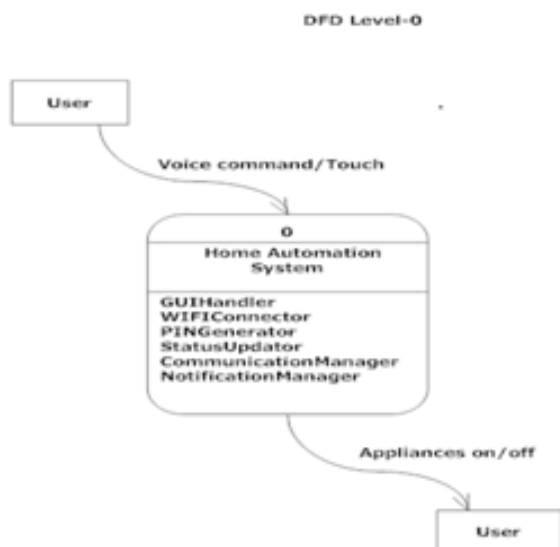 DFD Level-0
User
Voice command/Touch
0
Home Automation
System
GUIHandler
WIFIConnector
PINGenerator
StatusUpdator
CommunicationManager
NotificationManager
Appliances on/off
User